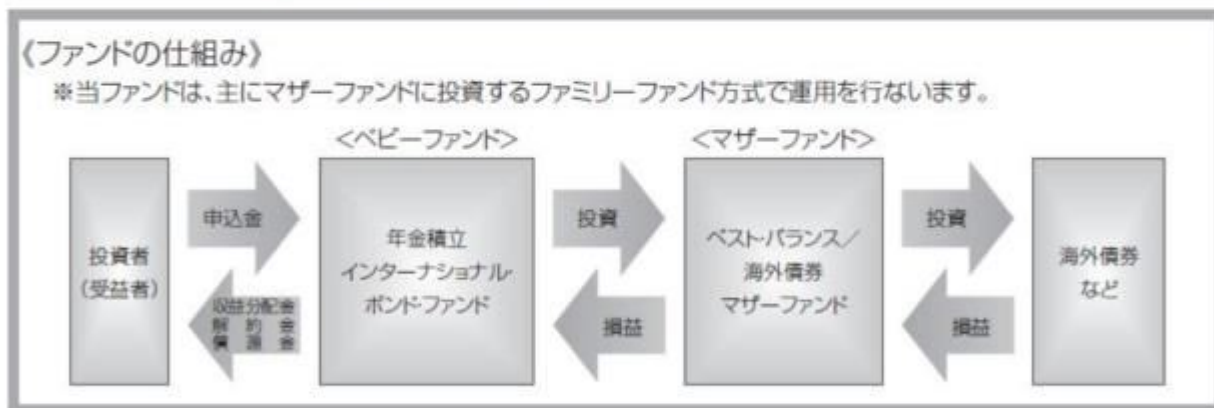 《ファンドの仕組み》
※当ファンドは、主にマザーファンドに投資するファミリーファンド方式で運用を行ないます。
<ベビーファンド>
<マザーファンド>
投資者
(受益者)
申込金
収益分配金
解約金
償還金
年金積立
インターナショナル・
ボンド・ファンド
投資
損益
ベスト・バランス／
海外債券
マザーファンド
投資
損益
海外債券
など